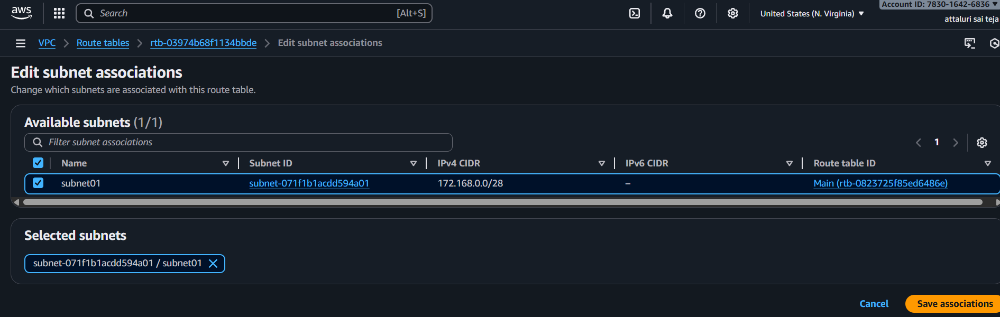 aws
Search [Alt+S]
United States (N. Virginia)
Account ID: 7830-1642-6836
attaluri sai teja
VPC Route tables rtb-03974b68f1134bbde Edit subnet associations
Edit subnet associations
Change which subnets are associated with this route table.
Available subnets (1/1)
Filter subnet associations
1
Name Subnet ID IPv4 CIDR IPv6 CIDR Route table ID
subnet01 subnet-071f1b1acdd594a01 172.168.0.0/28 – Main (rtb-0823725f85ed6486e)
Selected subnets
subnet-071f1b1acdd594a01 / subnet01
Cancel Save associations